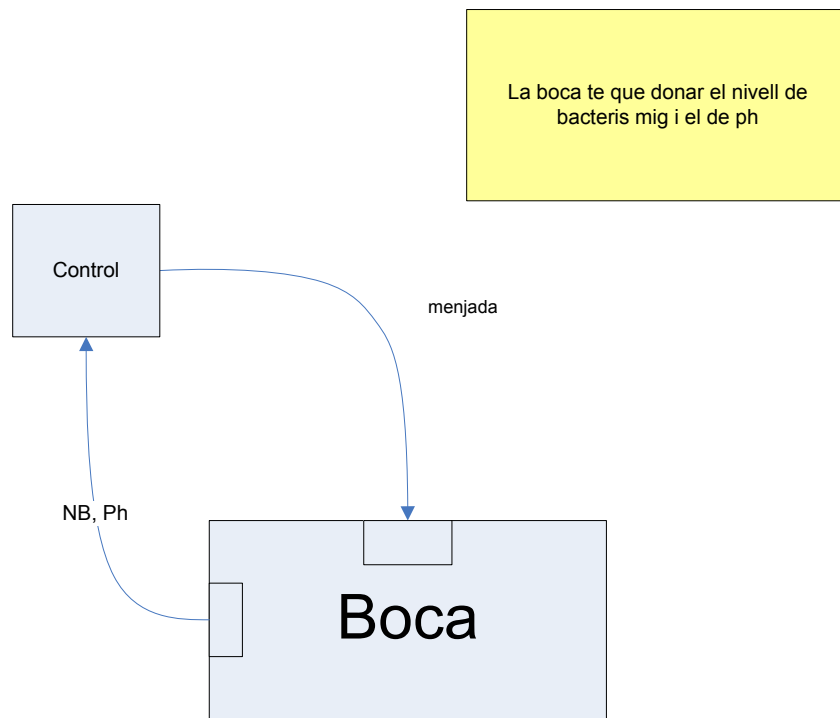 La boca te que donar el nivell de
bacteris mig i el de ph
Control
menjada
NB, Ph
Boca